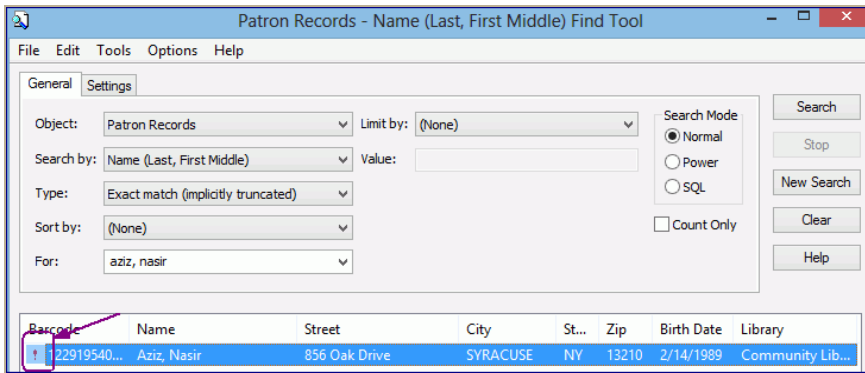 Patron Records - Name (Last, First Middle) Find Tool
File Edit Tools Options Help
General Settings
Object: Patron Records Limit by: (None) Search Mode Search
Normal Stop
Search by: Name (Last, First Middle) Value: Power
Type: Exact match (implicitly truncated) SQL New Search
Sort by: (None) Count Only Clear
For: aziz, nasir Help
Barcode Name Street City St... Zip Birth Date Library
! 122919540... Aziz, Nasir 856 Oak Drive SYRACUSE NY 13210 2/14/1989 Community Lib...